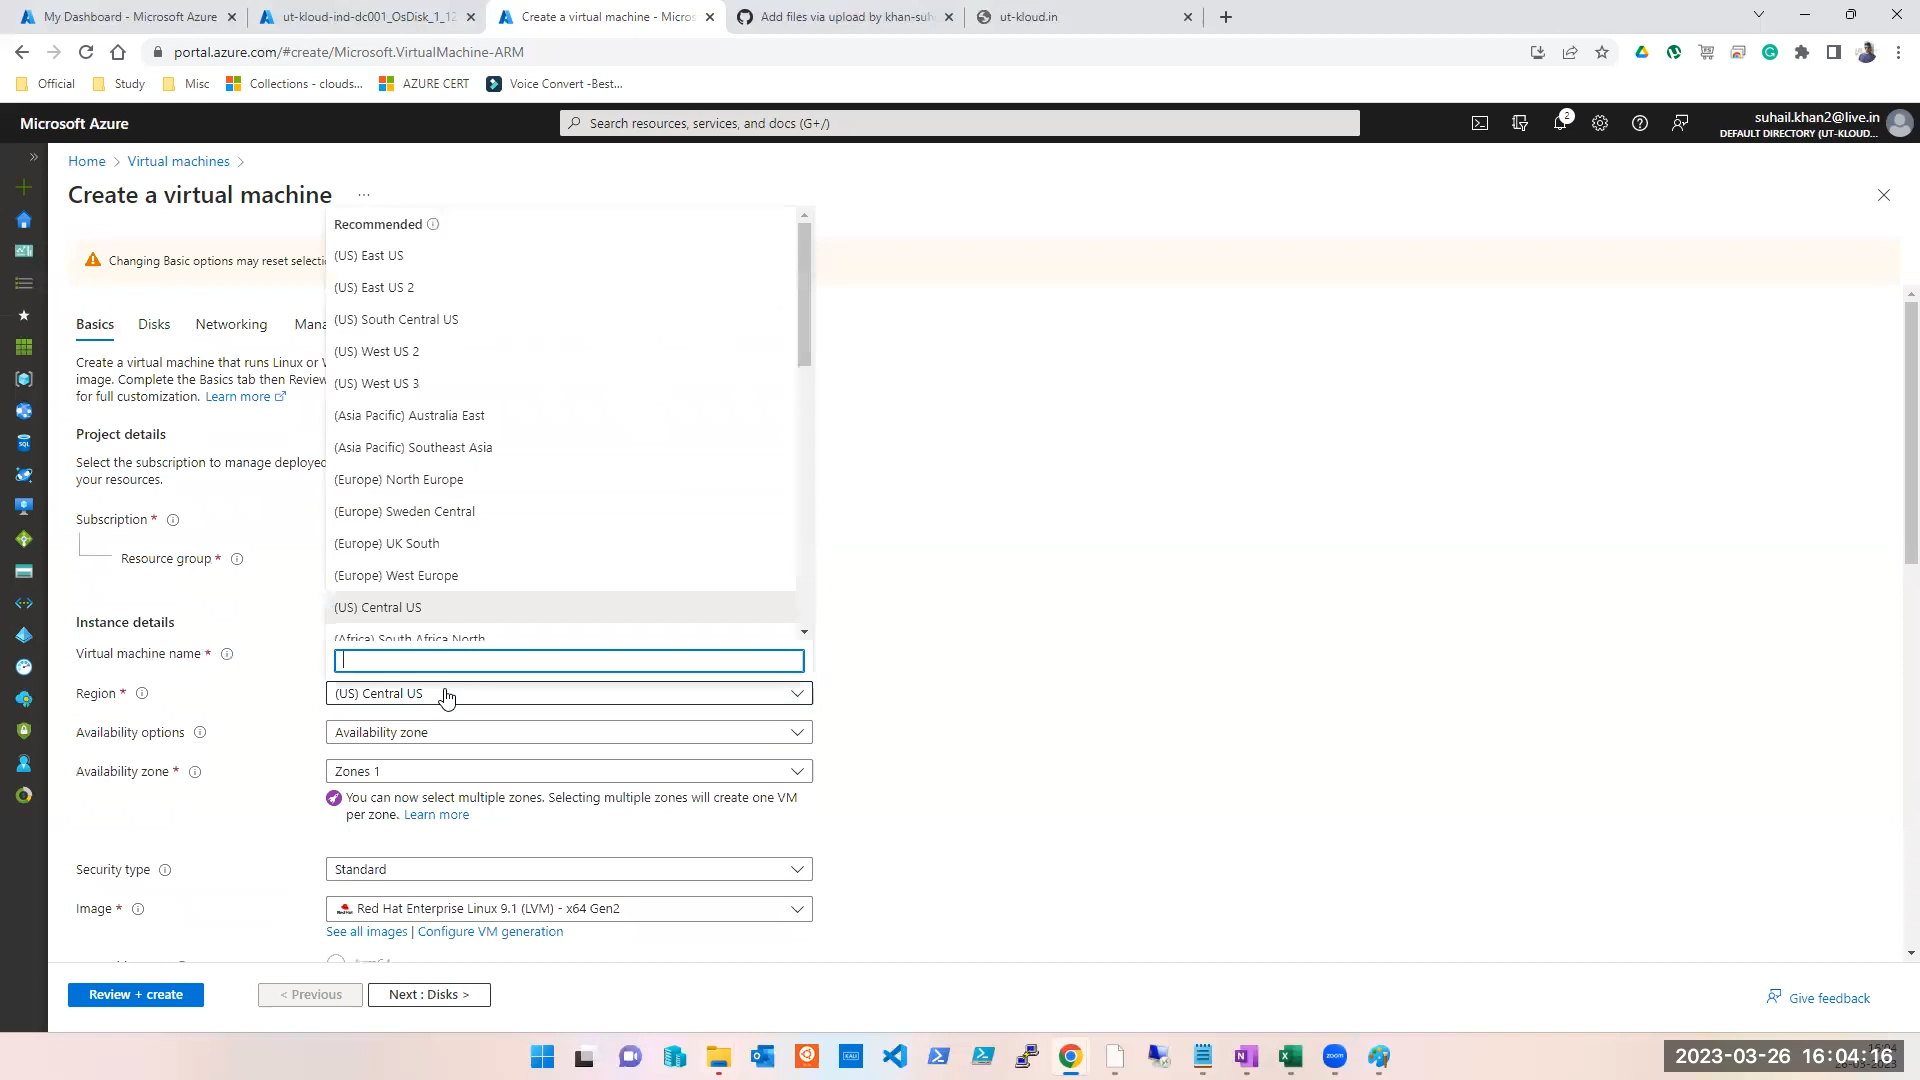 My Dashboard - Microsoft Azure
ut-kloud-ind-dc001_OsDisk_1_12
Create a virtual machine - Micros
Add files via upload by khan-suh
ut-kloud.in
portal.azure.com/#create/Microsoft.VirtualMachine-ARM
Official
Study
Misc
Collections - clouds...
AZURE CERT
Voice Convert -Best...
Microsoft Azure
Search resources, services, and docs (G+/)
2
suhail.khan2@live.in
DEFAULT DIRECTORY (UT-KLOUD...
Home > Virtual machines >
Create a virtual machine ...
Changing Basic options may reset selectio
Basics Disks Networking Mana
Create a virtual machine that runs Linux or W
image. Complete the Basics tab then Review
for full customization. Learn more
Project details
Select the subscription to manage deployed
your resources.
Subscription *
Resource group *
Recommended
(US) East US
(US) East US 2
(US) South Central US
(US) West US 2
(US) West US 3
(Asia Pacific) Australia East
(Asia Pacific) Southeast Asia
(Europe) North Europe
(Europe) Sweden Central
(Europe) UK South
(Europe) West Europe
(US) Central US
(Africa) South Africa North
Instance details
Virtual machine name *
Region *
(US) Central US
Availability options
Availability zone
Availability zone *
Zones 1
You can now select multiple zones. Selecting multiple zones will create one VM
per zone. Learn more
Security type
Standard
Image *
Red Hat Enterprise Linux 9.1 (LVM) - x64 Gen2
See all images | Configure VM generation
Review + create
< Previous
Next : Disks >
Give feedback
2023-03-26 16:04:16